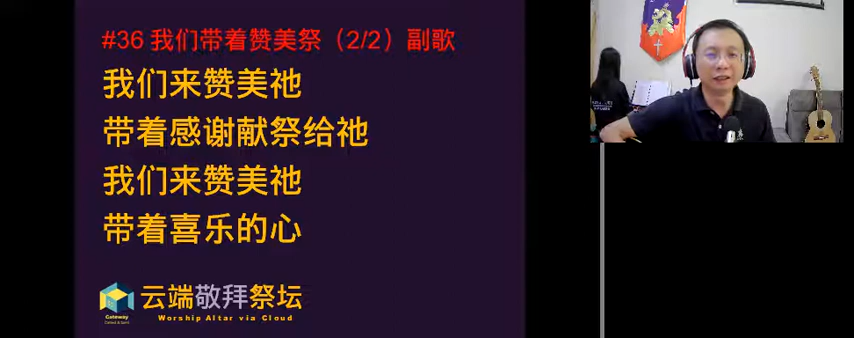 #36 我们带着赞美祭（2/2）副歌
我们来赞美祂
带着感谢献祭给祂
我们来赞美祂
带着喜乐的心
云端敬拜祭坛
Worship Altar via Cloud
Gateway